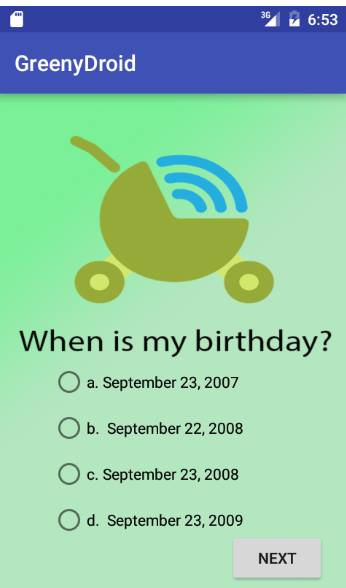 3G 6:53
GreenyDroid
When is my birthday?
a. September 23, 2007
b. September 22, 2008
c. September 23, 2008
d. September 23, 2009
NEXT